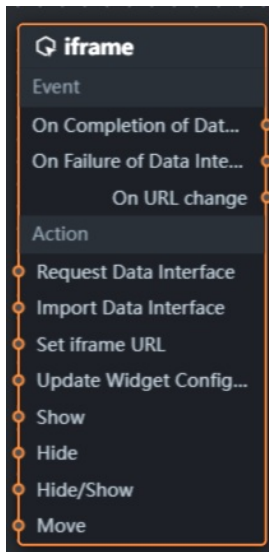 iframe
Event
On Completion of Dat...
On Failure of Data Inte...
On URL change
Action
Request Data Interface
Import Data Interface
Set iframe URL
Update Widget Config...
Show
Hide
Hide/Show
Move